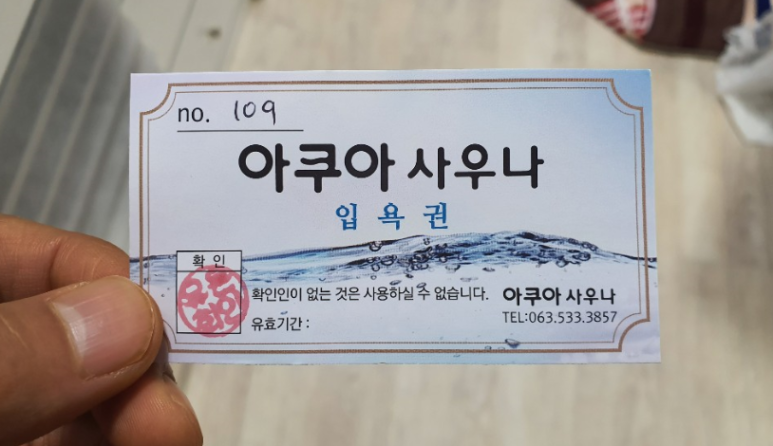 no. 109
아쿠아 사우나
입욕권
확인
확인인이 없는 것은 사용하실 수 없습니다.
유효기간 :
아쿠아 사우나
TEL:063.533.3857